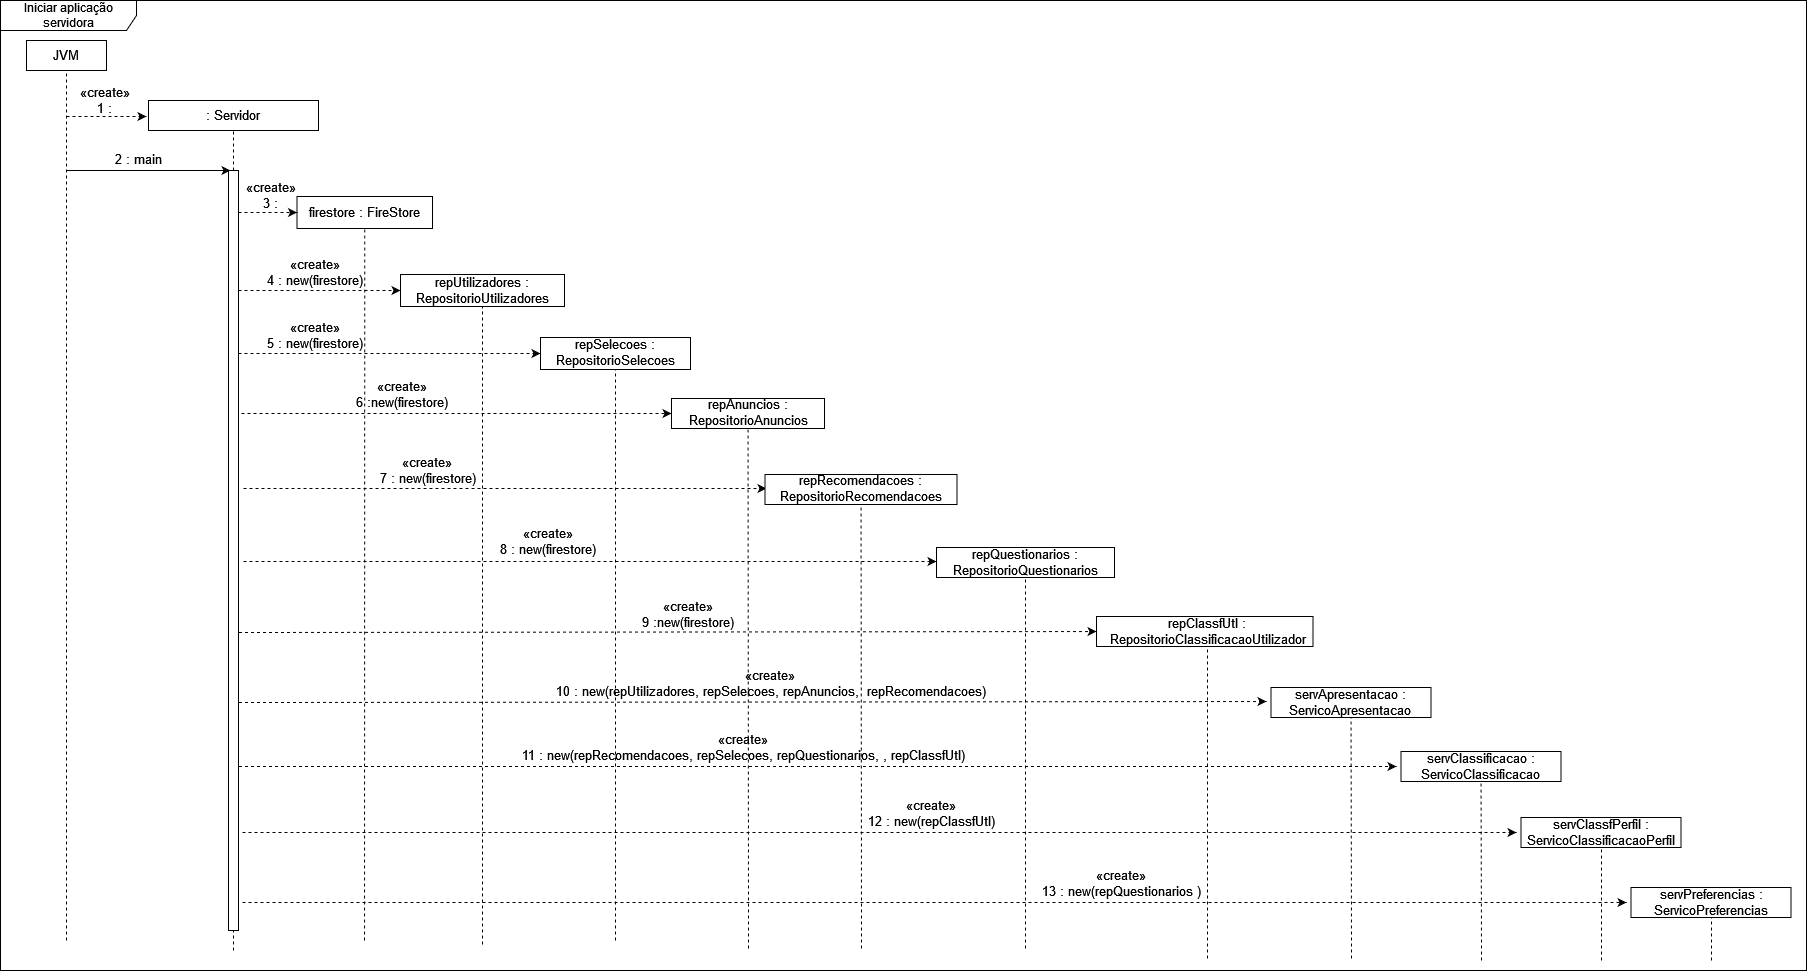 Iniciar aplicação
servidora
JVM
«create»
1 :
: Servidor
2 : main
«create»
3 :
firestore : FireStore
«create»
4 : new(firestore)
repUtilizadores :
RepositorioUtilizadores
«create»
5 : new(firestore)
repSelecoes :
RepositorioSelecoes
«create»
6 :new(firestore)
repAnuncios :
RepositorioAnuncios
«create»
7 : new(firestore)
repRecomendacoes :
RepositorioRecomendacoes
«create»
8 : new(firestore)
repQuestionarios :
RepositorioQuestionarios
«create»
9 :new(firestore)
repClassfUtl :
RepositorioClassificacaoUtilizador
«create»
10 : new(repUtilizadores, repSelecoes, repAnuncios, repRecomendacoes)
servApresentacao :
ServicoApresentacao
«create»
11 : new(repRecomendacoes, repSelecoes, repQuestionarios, , repClassfUtl)
servClassificacao :
ServicoClassificacao
«create»
12 : new(repClassfUtl)
servClassfPerfil :
ServicoClassificacaoPerfil
«create»
13 : new(repQuestionarios )
servPreferencias :
ServicoPreferencias